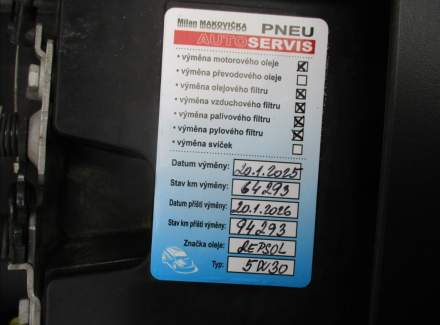 Milan MAKOVIČKA PNEU
AUTOSERVIS
• výměna motorového oleje
• výměna převodového oleje
• výměna olejového filtru
• výměna vzduchového filtru
• výměna palivového filtru
• výměna pylového filtru
• výměna svíček
Datum výměny: 20.1.2025
Stav km výměny: 64293
Datum příští výměny: 20.1.2026
Stav km příští výměny: 94293
Značka oleje: REPSOL
Typ: 5W30